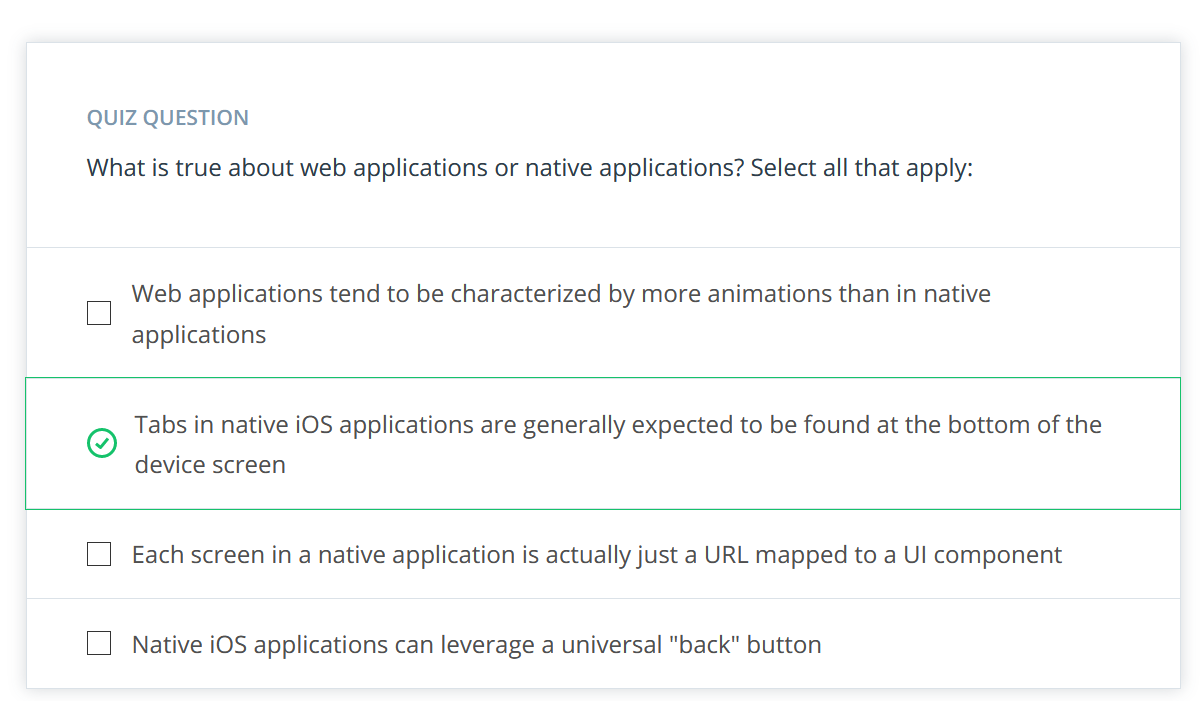 QUIZ QUESTION
What is true about web applications or native applications? Select all that apply:
Web applications tend to be characterized by more animations than in native
applications
Tabs in native iOS applications are generally expected to be found at the bottom of the
device screen
Each screen in a native application is actually just a URL mapped to a UI component
Native iOS applications can leverage a universal "back" button